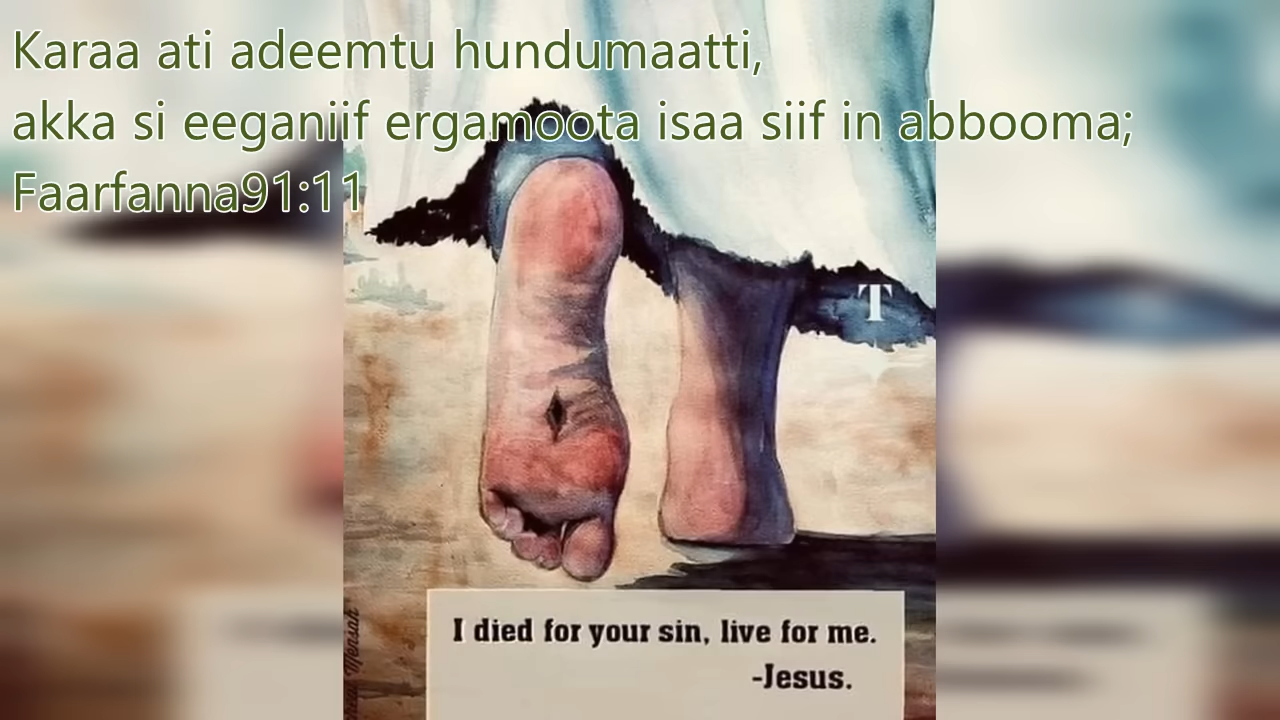 Karaa ati adeemtu hundumaatti,
akka si eeganiif ergamoota isaa siif in abbooma;
Faarfanna91:11
T
Mensah
I died for your sin, live for me.
-Jesus.